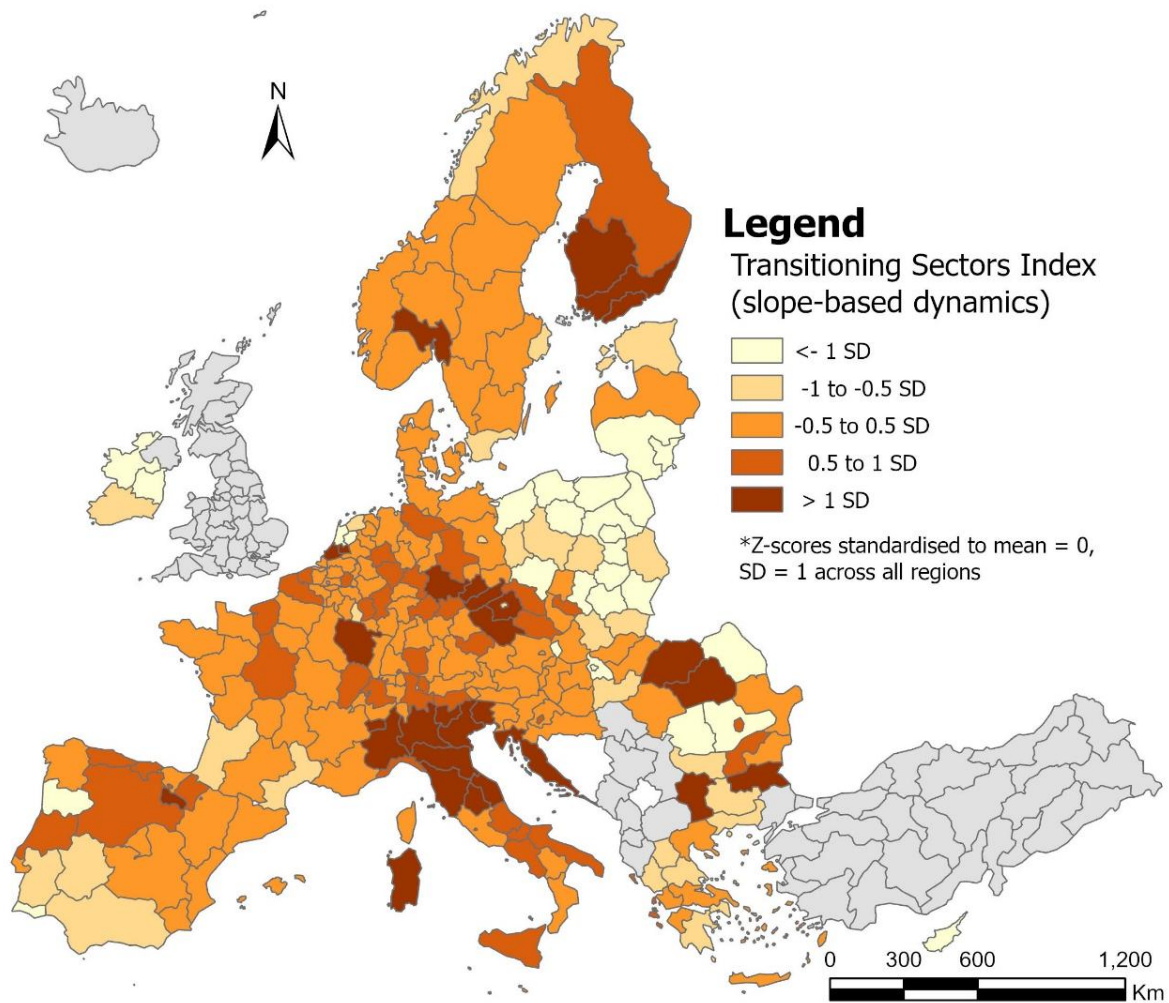 N
Legend
Transitioning Sectors Index
(slope-based dynamics)
<- 1 SD
-1 to -0.5 SD
-0.5 to 0.5 SD
0.5 to 1 SD
> 1 SD
*Z-scores standardised to mean = 0,
SD = 1 across all regions
0 300 600 1,200
Km